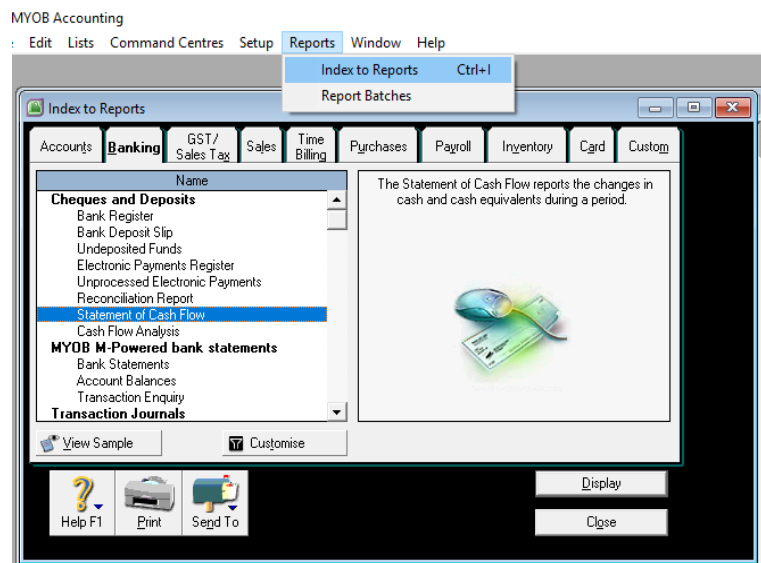 MYOB Accounting
Edit Lists Command Centres Setup Reports Window Help
Index to Reports Ctrl+I
Report Batches
Index to Reports
Accounts Banking GST/ Sales Tax Sales Time Billing Purchases Payroll Inventory Card Custom
Name
Cheques and Deposits
Bank Register
Bank Deposit Slip
Undeposited Funds
Electronic Payments Register
Unprocessed Electronic Payments
Reconciliation Report
Statement of Cash Flow
Cash Flow Analysis
MYOB M-Powered bank statements
Bank Statements
Account Balances
Transaction Enquiry
Transaction Journals
The Statement of Cash Flow reports the changes in
cash and cash equivalents during a period.
View Sample
Customise
Help F1
Print
Send To
Display
Close